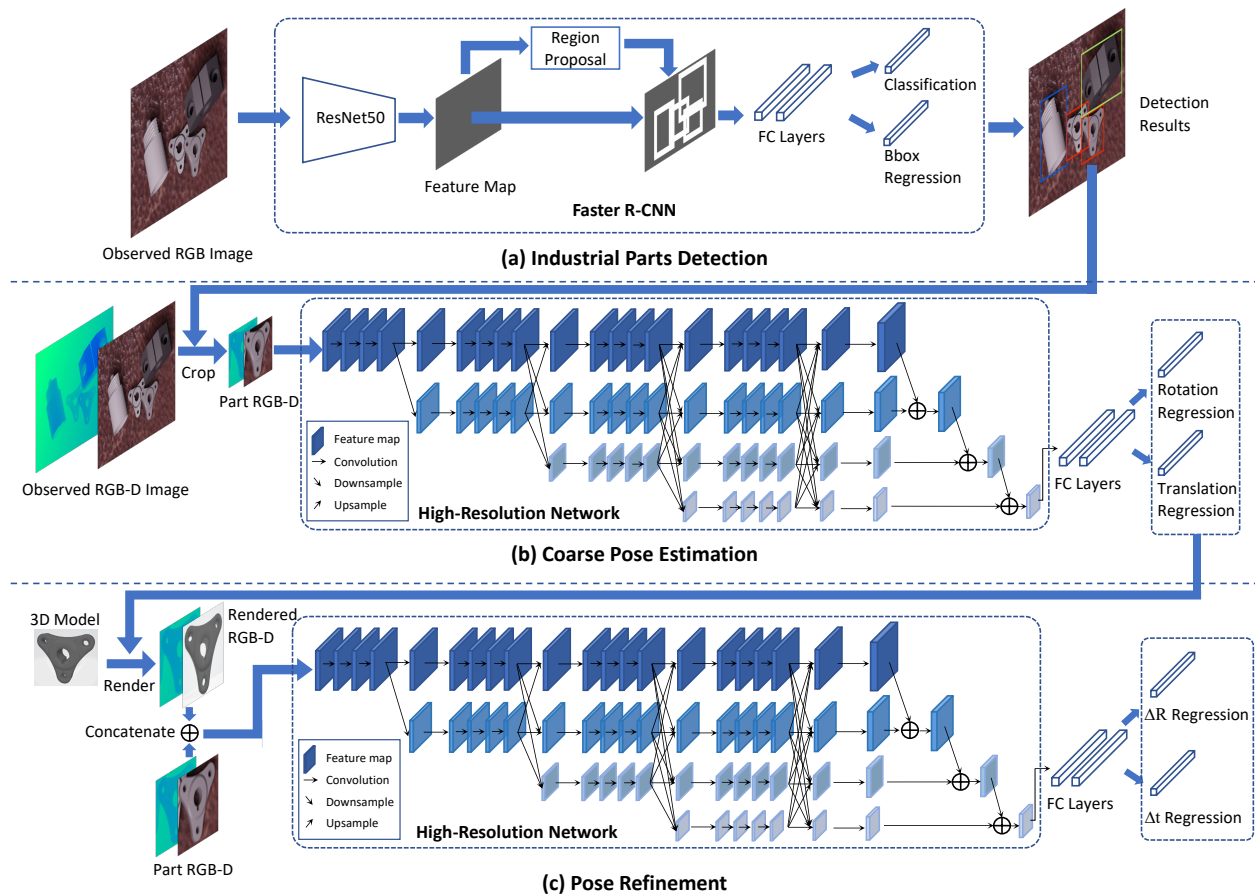 Region
Proposal
ResNet50
Feature Map
FC Layers
Classification
Bbox
Regression
Detection
Results
Faster R-CNN
Observed RGB Image
(a) Industrial Parts Detection
Crop
Part RGB-D
Observed RGB-D Image
Feature map
Convolution
Downsample
Upsample
High-Resolution Network
FC Layers
Rotation
Regression
Translation
Regression
(b) Coarse Pose Estimation
3D Model
Rendered
RGB-D
Render
Concatenate
Part RGB-D
Feature map
Convolution
Downsample
Upsample
High-Resolution Network
FC Layers
ΔR Regression
Δt Regression
(c) Pose Refinement